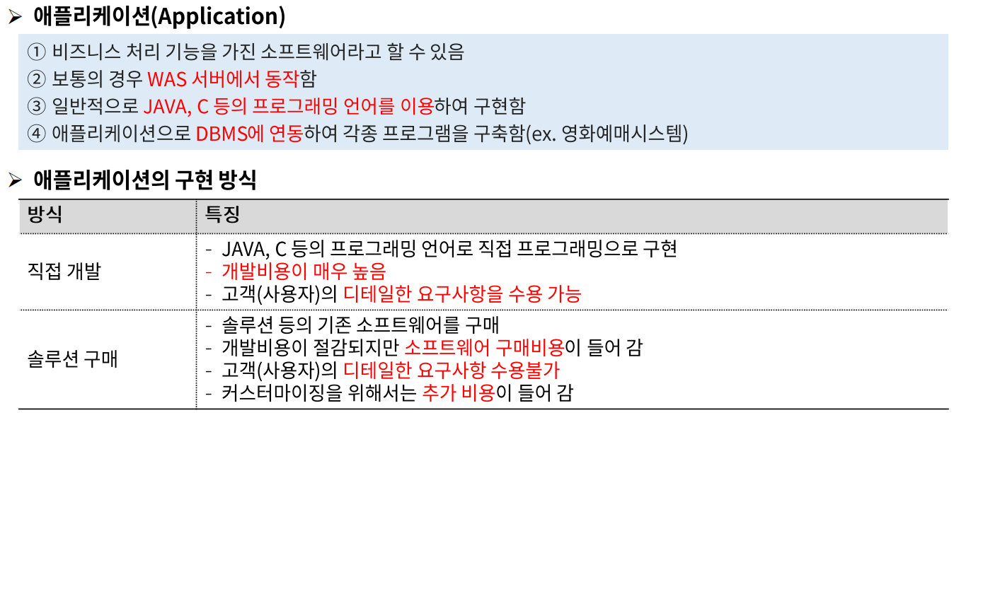 ➢ 애플리케이션(Application)
① 비즈니스 처리 기능을 가진 소프트웨어라고 할 수 있음
② 보통의 경우 WAS 서버에서 동작함
③ 일반적으로 JAVA, C 등의 프로그래밍 언어를 이용하여 구현함
④ 애플리케이션으로 DBMS에 연동하여 각종 프로그램을 구축함(ex. 영화예매시스템)
➢ 애플리케이션의 구현 방식
방식 특징
직접 개발
- JAVA, C 등의 프로그래밍 언어로 직접 프로그래밍으로 구현
- 개발비용이 매우 높음
- 고객(사용자)의 디테일한 요구사항을 수용 가능
솔루션 구매
- 솔루션 등의 기존 소프트웨어를 구매
- 개발비용이 절감되지만 소프트웨어 구매비용이 들어 감
- 고객(사용자)의 디테일한 요구사항 수용불가
- 커스터마이징을 위해서는 추가 비용이 들어 감